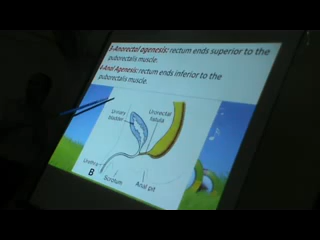 3-Anorectal agenesis: rectum ends superior to the
puborectalis muscle.
4-Anal Agenesis: rectum ends inferior to the
puborectalis muscle.
Urinary
bladder
Urorectal
fistula
Urethra
B
Scrotum
Anal pit